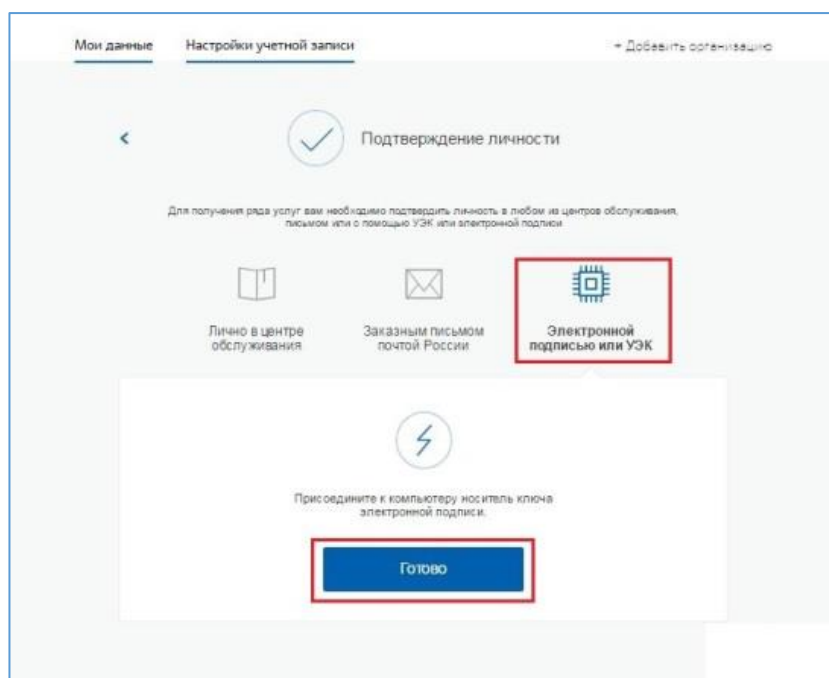 Мои данные Настройки учетной записи + Добавить организацию
Подтверждение личности
Для получения ряда услуг вам необходимо подтвердить личность в любом из центров обслуживания,
письмом или с помощью УЭК или электронной подписи
Лично в центре
обслуживания
Заказным письмом
почтой России
Электронной
подписью или УЭК
Присоедините к компьютеру носитель ключа
электронной подписи.
Готово